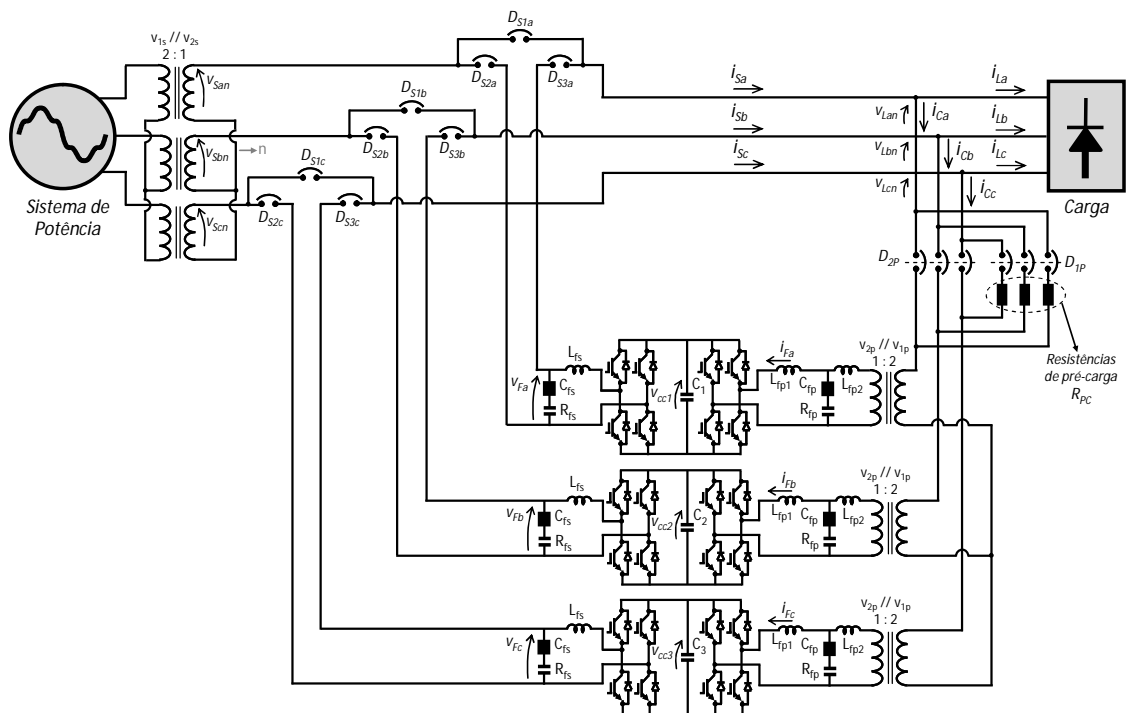 v1s // v2s
2 : 1
vSan
vSbn
vScn
n
Sistema de
Potência
DS1a
DS2a
DS3a
DS1b
DS2b
DS3b
DS1c
DS2c
DS3c
iSa
iSb
iSc
vLan
vLbn
vLcn
iCa
iCb
iCc
iLa
iLb
iLc
Carga
D2P
D1P
Resistências
de pré-carga
RPC
vFa
Lfs
Cfs
Rfs
vcc1
C1
iFa
Lfp1
Cfp
Lfp2
Rfp
v2p // v1p
1 : 2
vFb
Lfs
Cfs
Rfs
vcc2
C2
iFb
Lfp1
Cfp
Lfp2
Rfp
v2p // v1p
1 : 2
vFc
Lfs
Cfs
Rfs
vcc3
C3
iFc
Lfp1
Cfp
Lfp2
Rfp
v2p // v1p
1 : 2